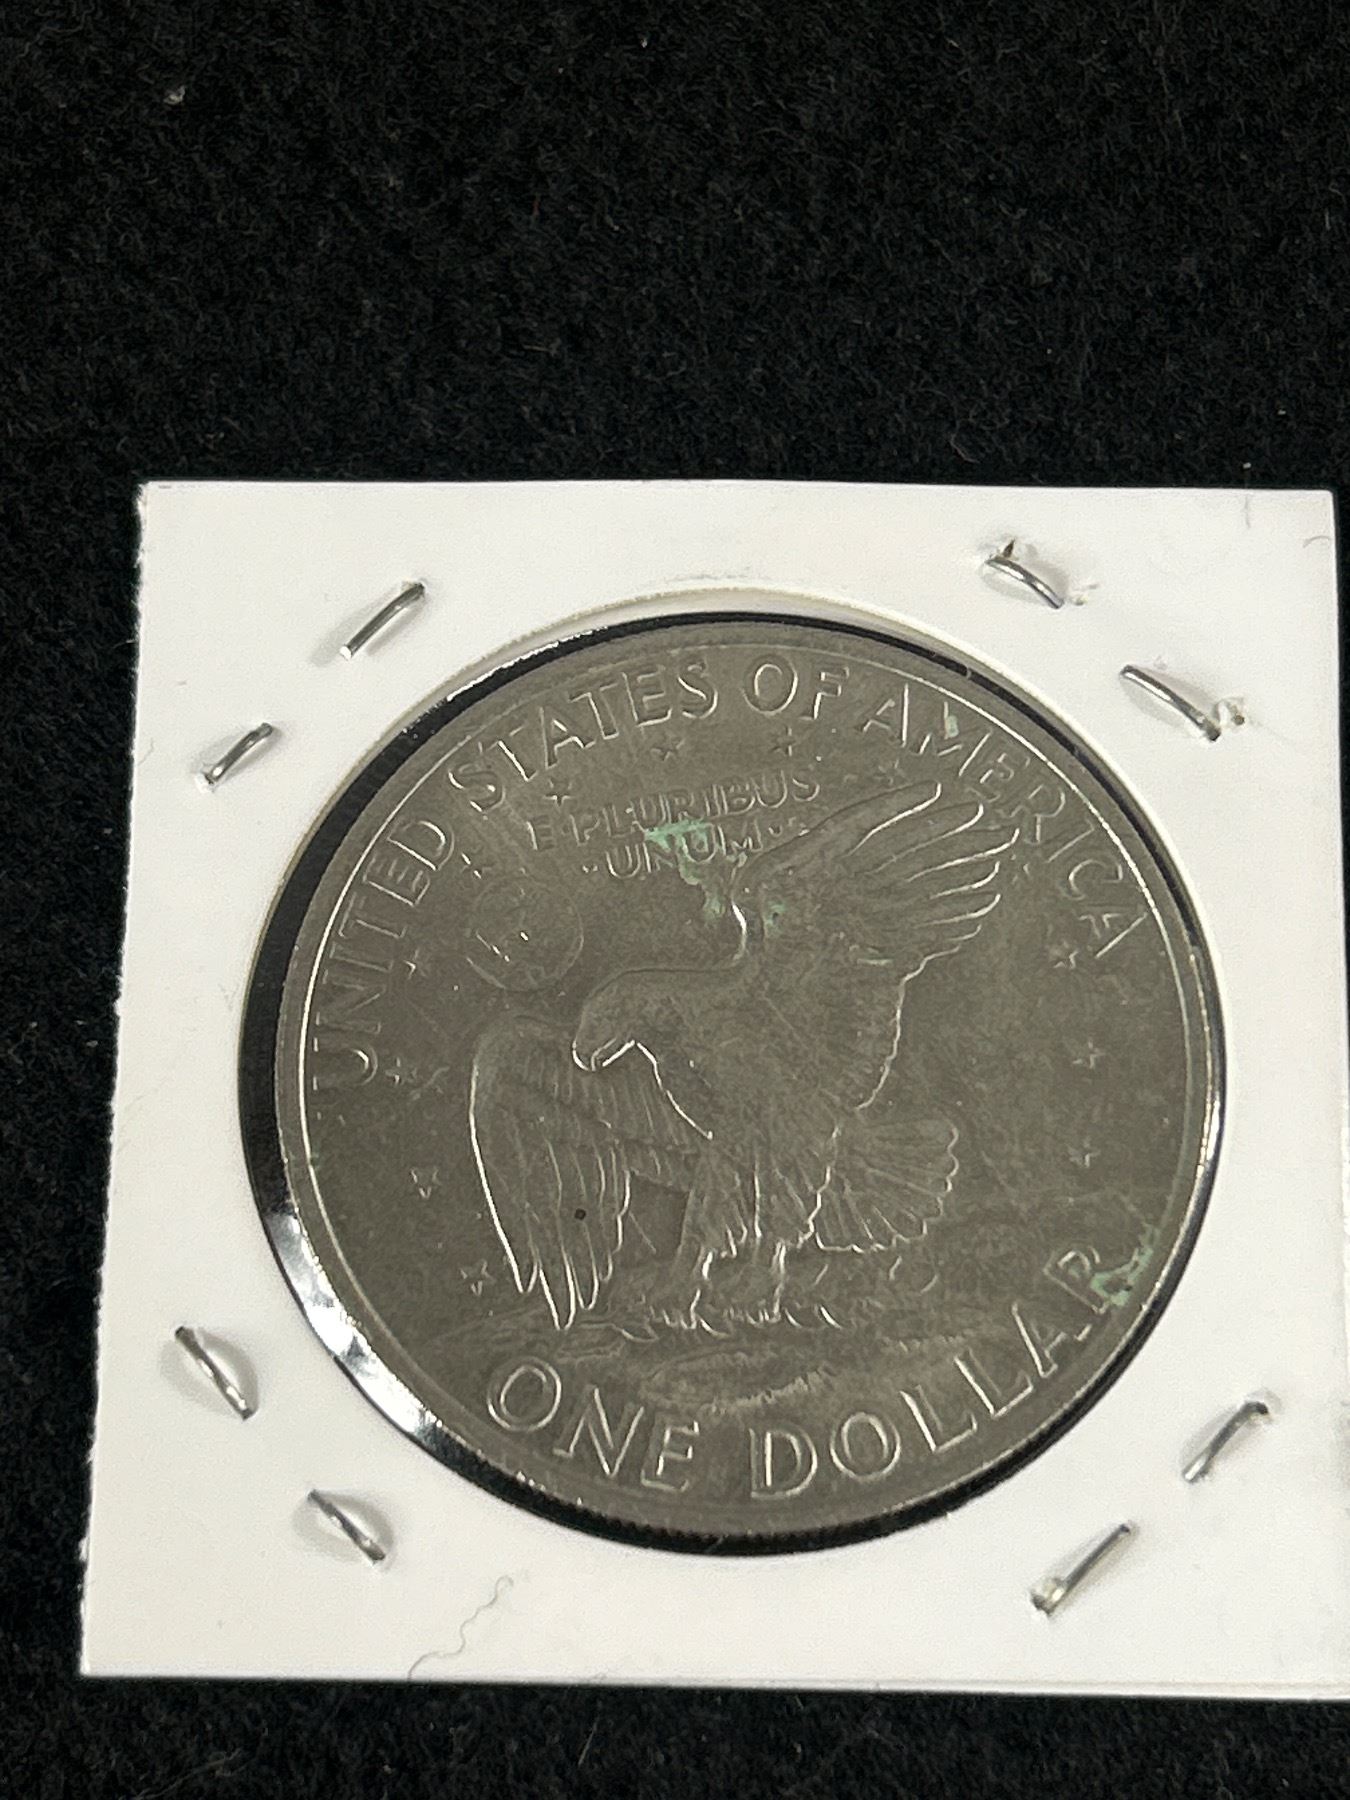 UNITED STATES OF AMERICA
E·PLURIBUS
·UNUM·
ONE DOLLAR